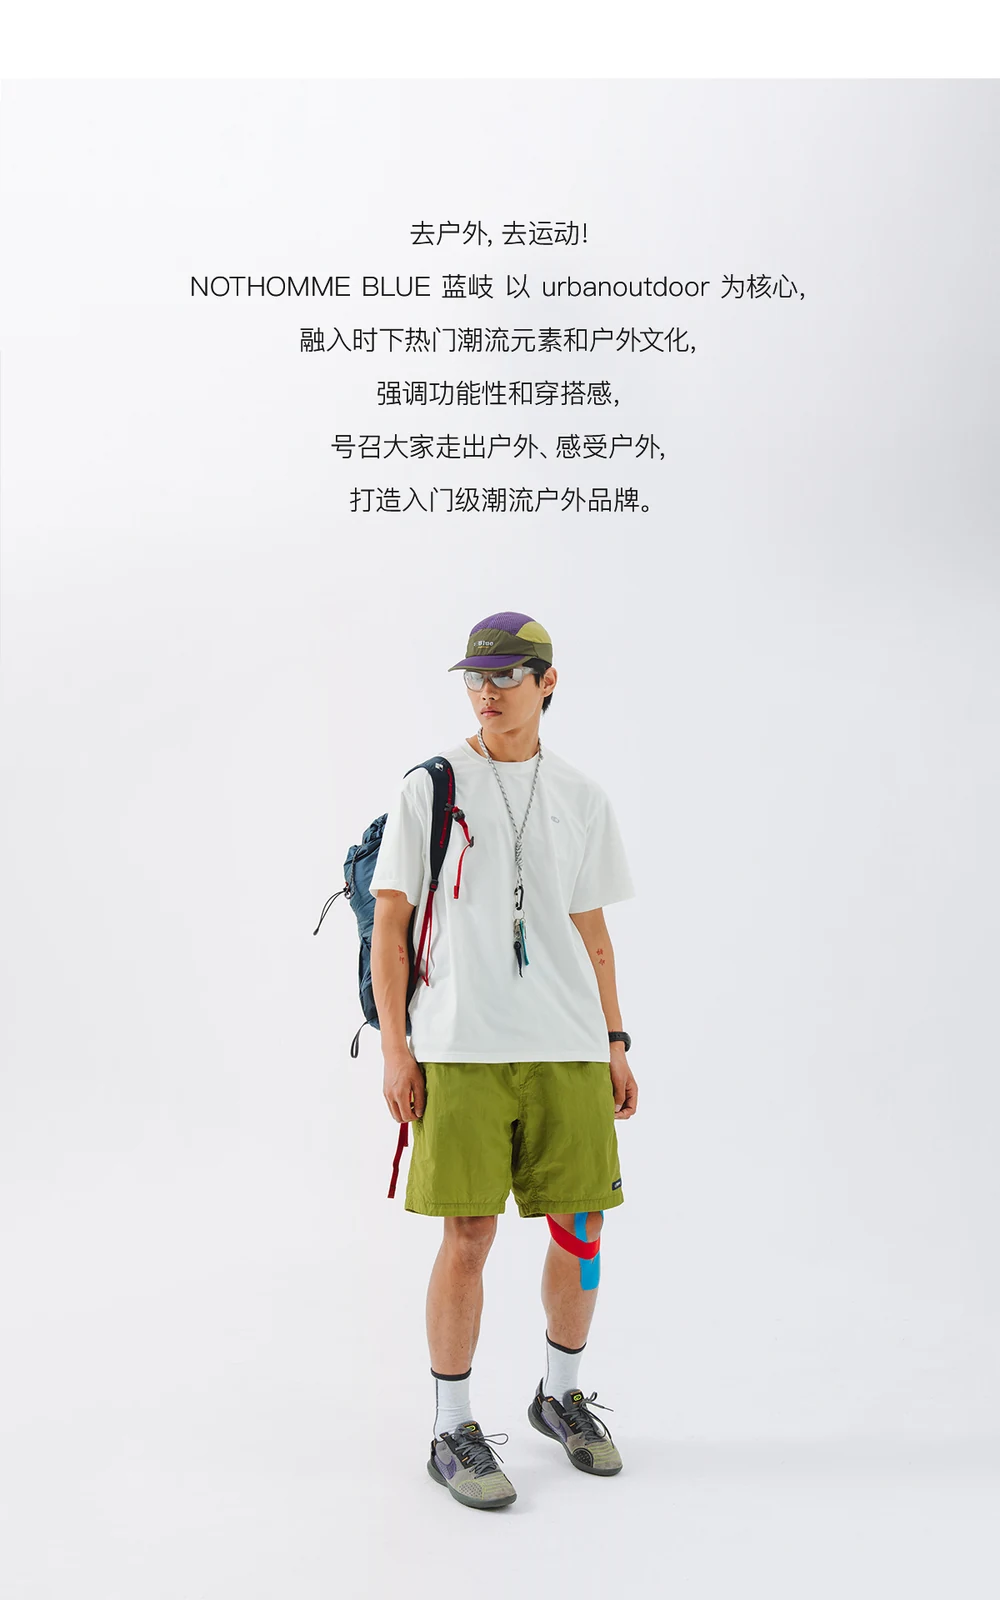 去户外, 去运动!
NOTHOMME BLUE 蓝岐 以 urbanoutdoor 为核心,
融入时下热门潮流元素和户外文化,
强调功能性和穿搭感,
号召大家走出户外、感受户外,
打造入门级潮流户外品牌。
Blue